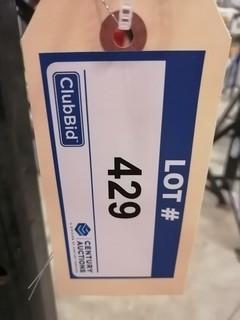 LOT #
429
ClubBid
CENTURY
AUCTIONS